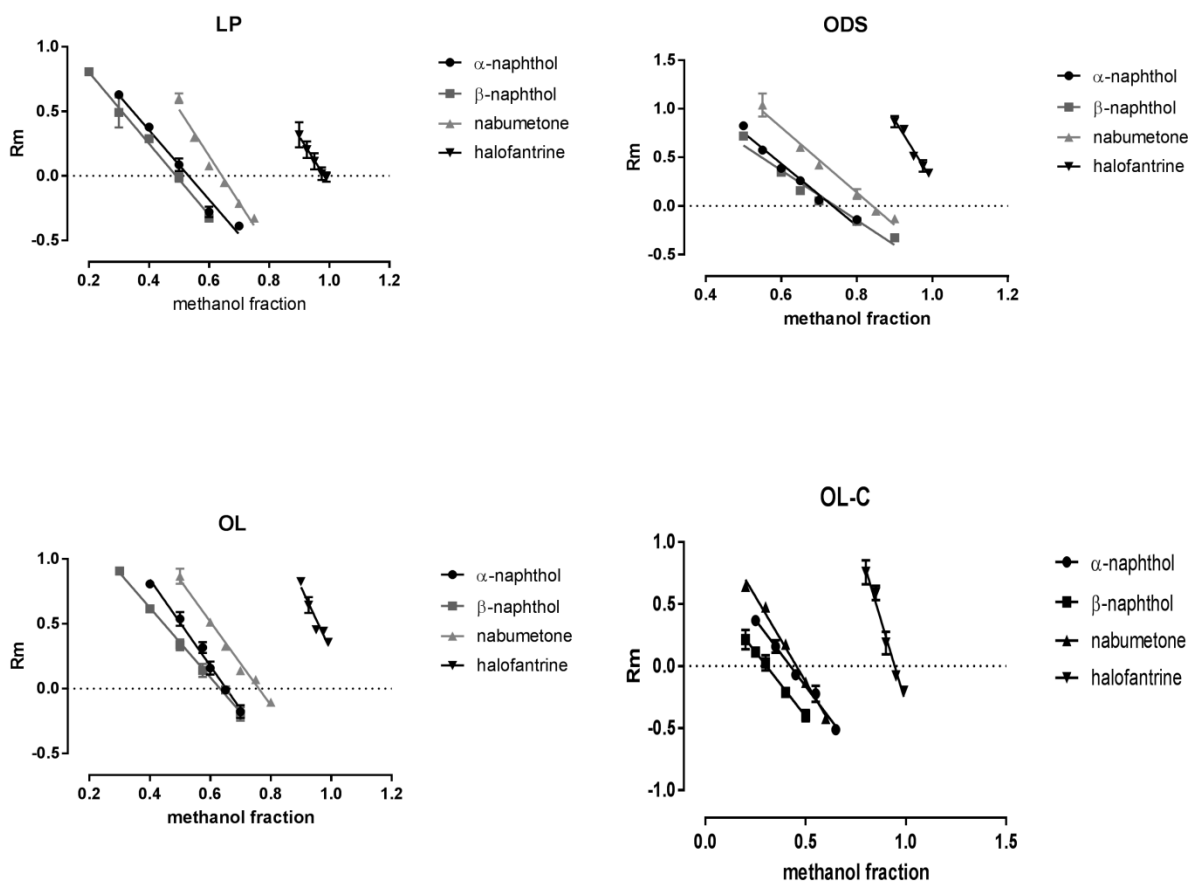 LP
1.0
0.5
0.0
-0.5
Rm
0.2 0.4 0.6 0.8 1.0 1.2
methanol fraction
α-naphthol
β-naphthol
nabumetone
halofantrine
ODS
1.5
1.0
0.5
0.0
-0.5
Rm
0.4 0.6 0.8 1.0 1.2
methanol fraction
α-naphthol
β-naphthol
nabumetone
halofantrine
OL
1.0
0.5
0.0
-0.5
Rm
0.2 0.4 0.6 0.8 1.0 1.2
methanol fraction
α-naphthol
β-naphthol
nabumetone
halofantrine
OL-C
1.0
0.5
0.0
-0.5
-1.0
Rm
0.0 0.5 1.0 1.5
methanol fraction
α-naphthol
β-naphthol
nabumetone
halofantrine